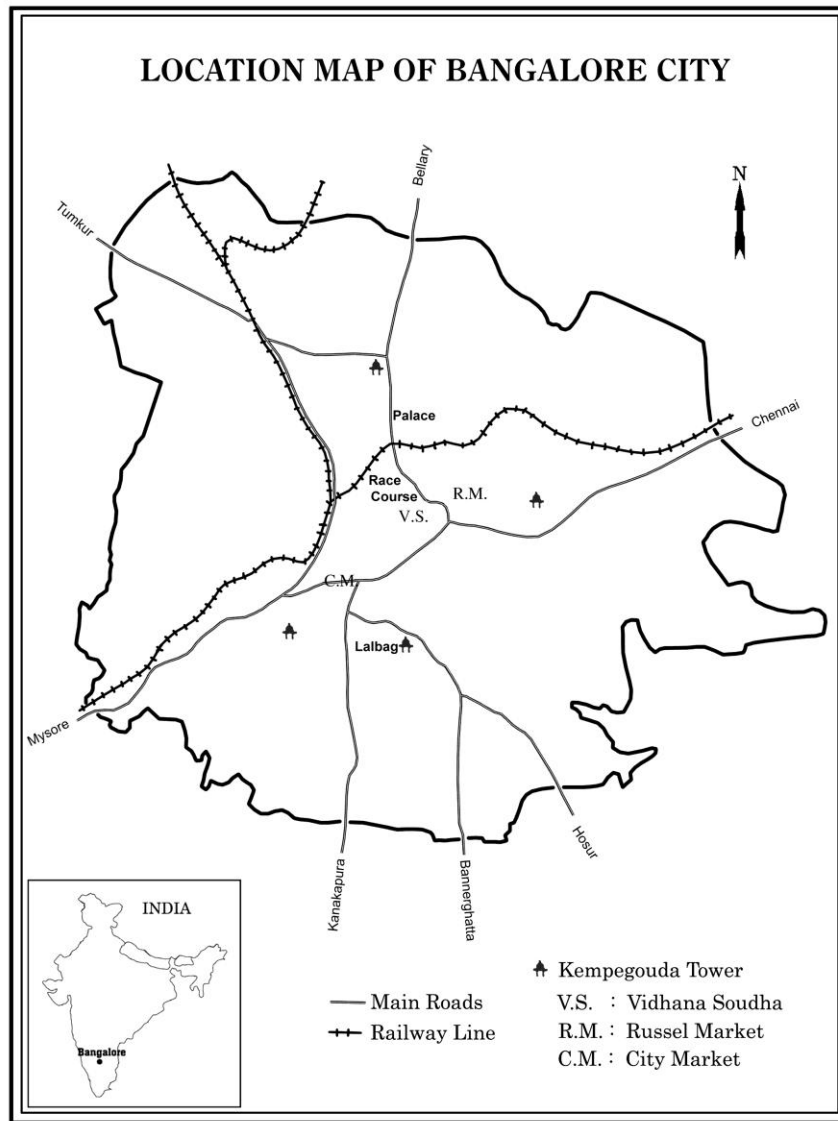 LOCATION MAP OF BANGALORE CITY
Bellary
N
Tumkur
Palace
Chennai
Race
Course
R.M.
V.S.
C.M.
Lalbag
Mysore
Hosur
Kanakapura
Bannerghatta
INDIA
Bangalore
Main Roads
Railway Line
Kempegouda Tower
V.S. : Vidhana Soudha
R.M. : Russel Market
C.M. : City Market